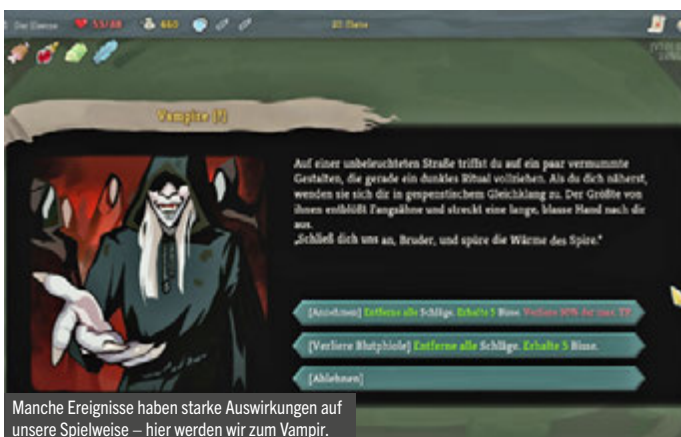 53/88
660
Vampire [?]
Auf einer unbeleuchteten Straße triffst du auf ein paar vermummte
Gestalten, die gerade ein dunkles Ritual vollziehen. Als du dich näherst,
wenden sie sich dir in gespenstischem Gleichklang zu. Der Größte von
ihnen entblößt Fangzähne und streckt eine lange, blasse Hand nach dir
aus.
„Schließ dich uns an, Bruder, und spüre die Wärme des Spire."
[Annehmen] Entferne alle Schläge. Erhalte 5 Bisse. Verliere 30% der max. TP.
[Verliere Blutphiole] Entferne alle Schläge. Erhalte 5 Bisse.
[Ablehnen]
Manche Ereignisse haben starke Auswirkungen auf
unsere Spielweise – hier werden wir zum Vampir.